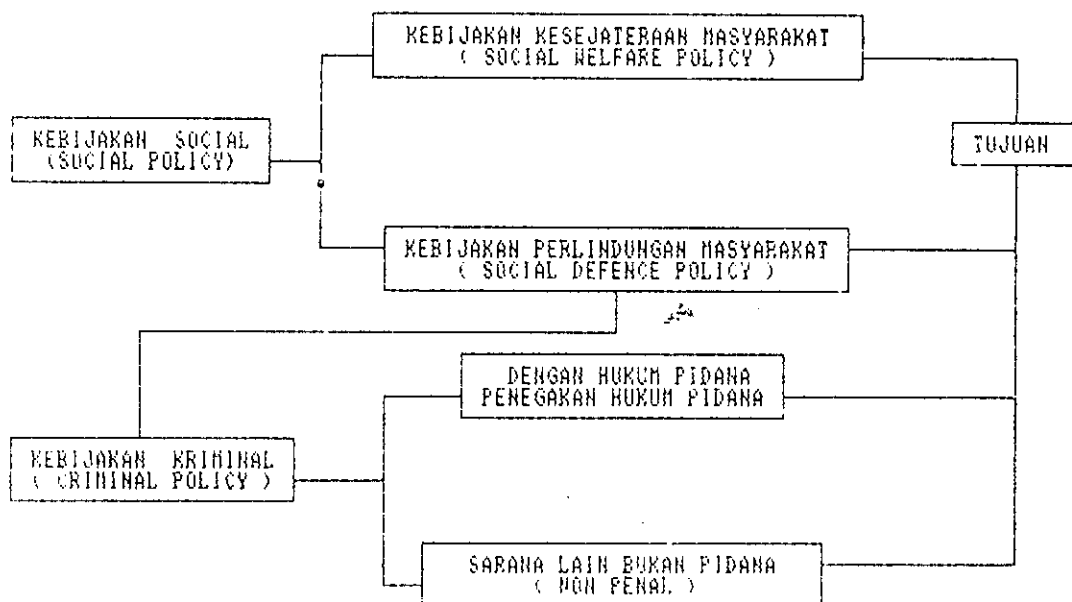 KEBIJAKAN KESEJATERAAN MASYARAKAT
( SOCIAL WELFARE POLICY )
KEBIJAKAN SOCIAL
(SOCIAL POLICY)
TUJUAN
KEBIJAKAN PERLINDUNGAN MASYARAKAT
( SOCIAL DEFENCE POLICY )
DENGAN HUKUM PIDANA
PENEGAKAN HUKUM PIDANA
KEBIJAKAN KRIMINAL
( CRIMINAL POLICY )
SARANA LAIN BUKAN PIDANA
( NON PENAL )